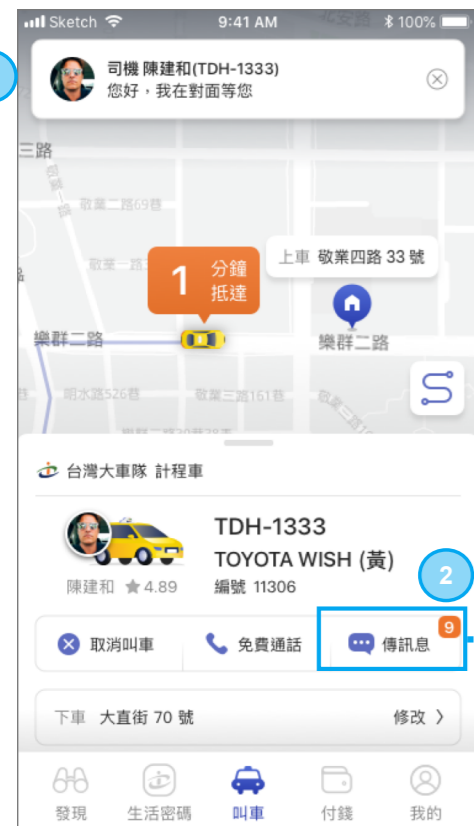 Sketch 9:41 AM 100%
司機 陳建和(TDH-1333)
您好，我在對面等您
三路
敬業二路69巷
1 分鐘
抵達
上車 敬業四路 33 號
樂群二路
樂群二路
明水路526巷
敬業三路161巷
台灣大車隊 計程車
TDH-1333
TOYOTA WISH (黃)
陳建和 ★ 4.89
編號 11306
2
取消叫車
免費通話
傳訊息
9
下車 大直街 70 號
修改 〉
發現
生活密碼
叫車
付錢
我的